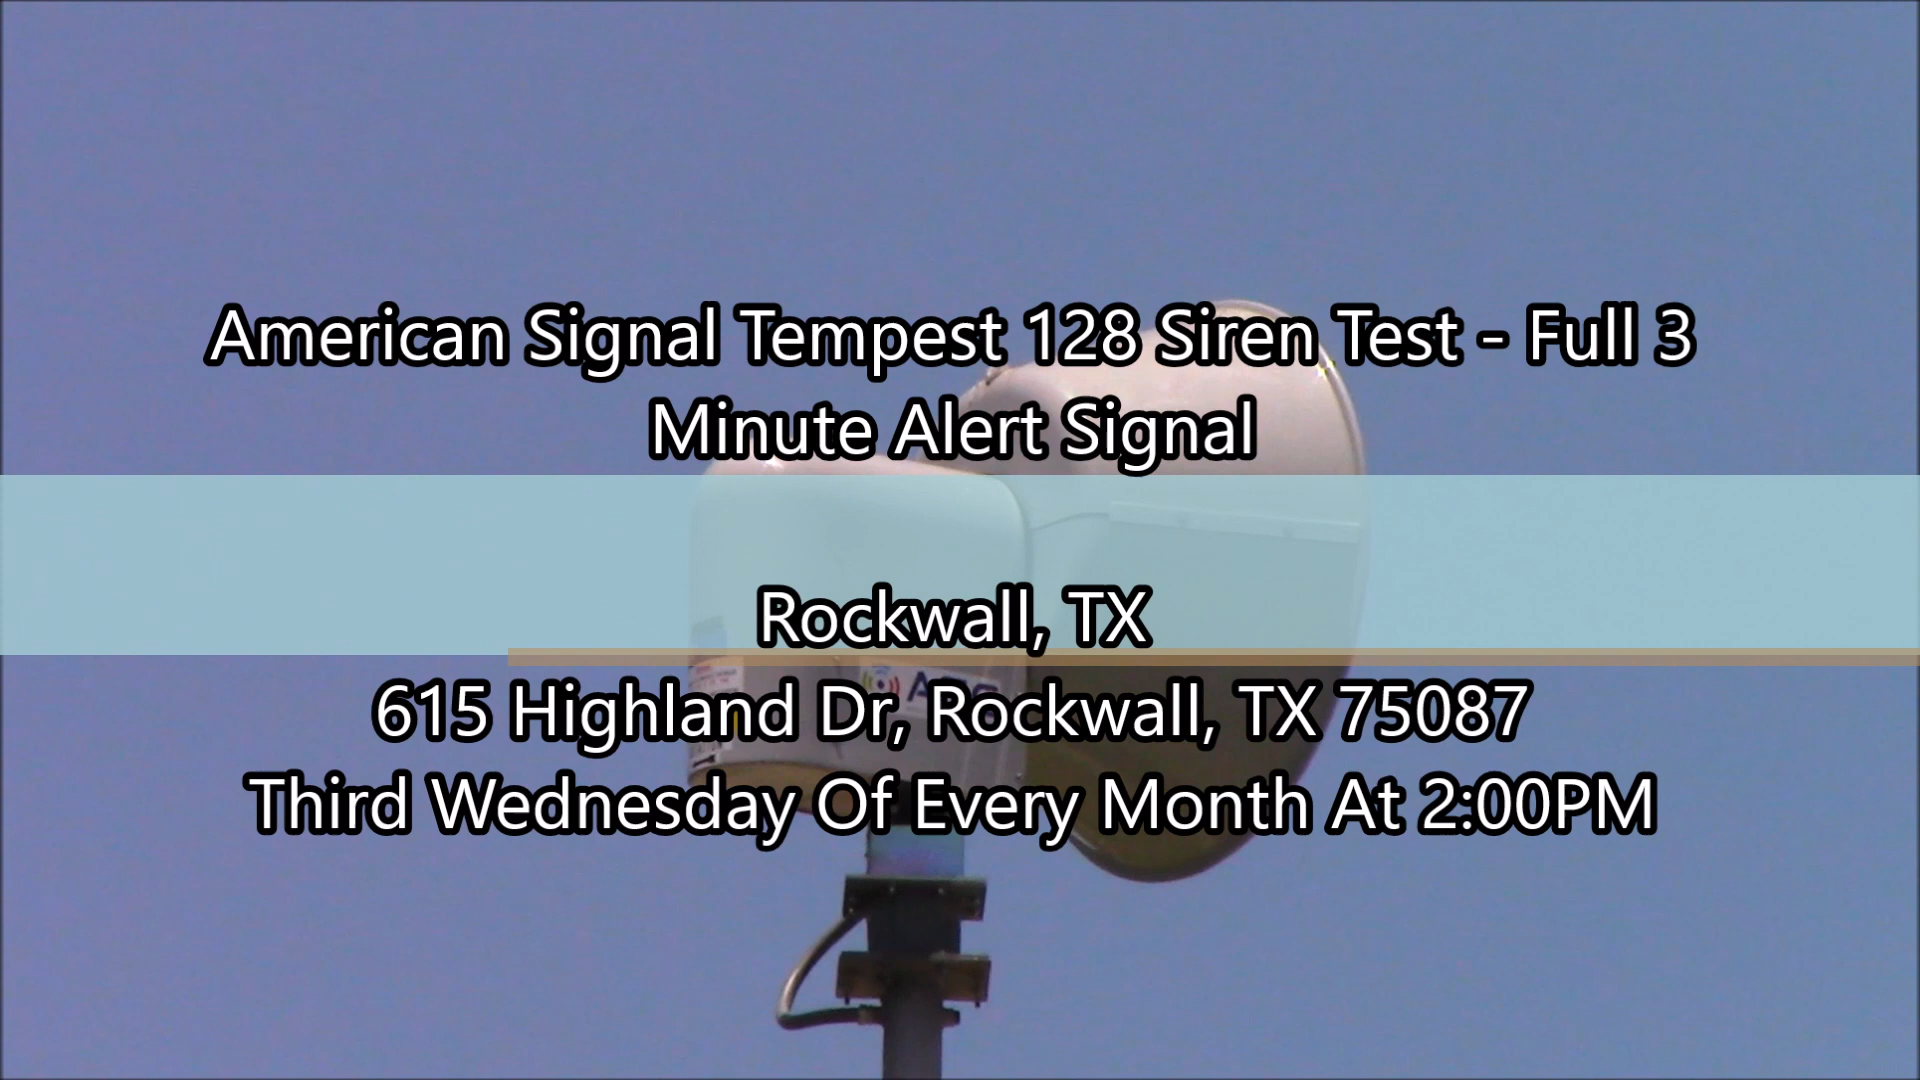 American Signal Tempest 128 Siren Test - Full 3
Minute Alert Signal
Rockwall, TX
615 Highland Dr, Rockwall, TX 75087
Third Wednesday Of Every Month At 2:00PM